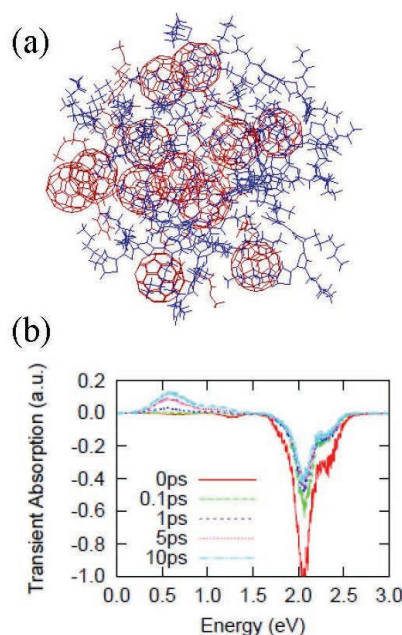 (a)
(b)
Transient Absorption (a.u.)
0.2
0.0
-0.2
-0.4
-0.6
-0.8
-1.0
0ps
0.1ps
1ps
5ps
10ps
0.0 0.5 1.0 1.5 2.0 2.5 3.0
Energy (eV)